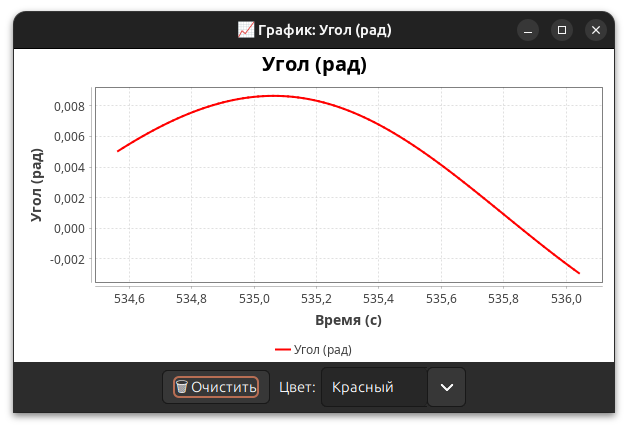 График: Угол (рад)
Угол (рад)
0,008
0,006
0,004
0,002
0,000
-0,002
Угол (рад)
534,6 534,8 535,0 535,2 535,4 535,6 535,8 536,0
Время (с)
Угол (рад)
Очистить Цвет: Красный